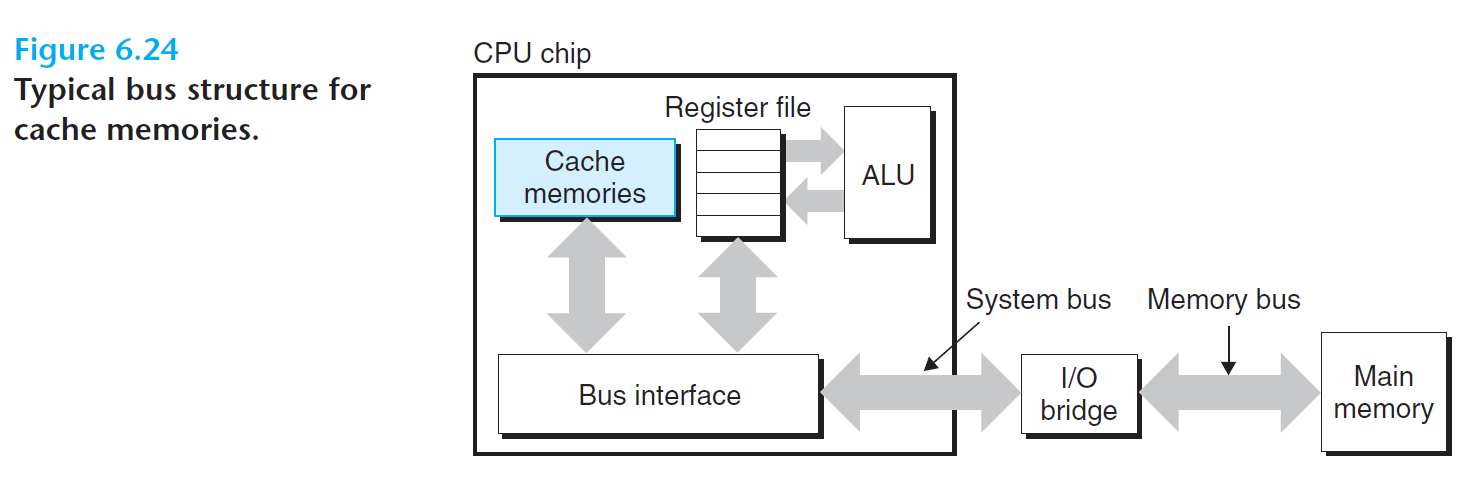 Figure 6.24
Typical bus structure for
cache memories.
CPU chip
Register file
Cache
memories
ALU
System bus
Memory bus
Bus interface
I/O
bridge
Main
memory